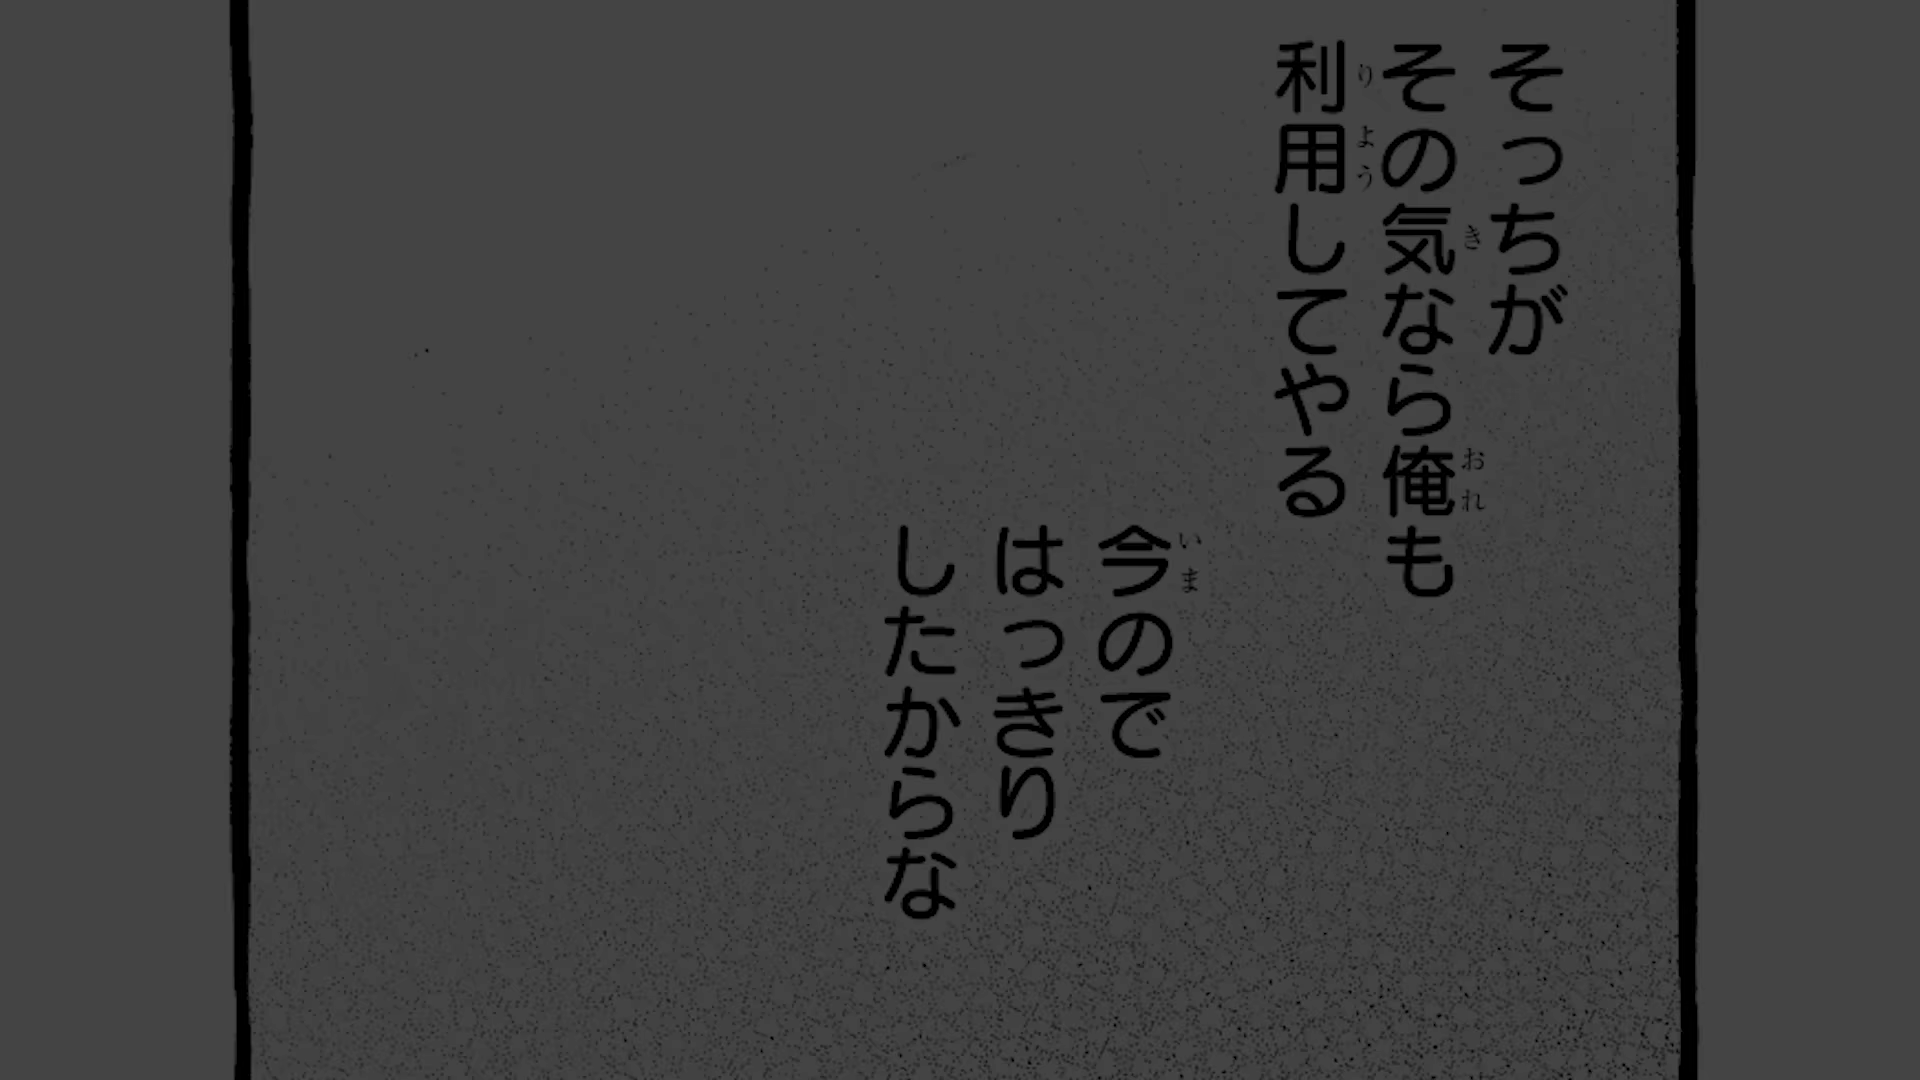 そっちが
その気なら俺も
利用してやる
今ので
はっきり
したからな